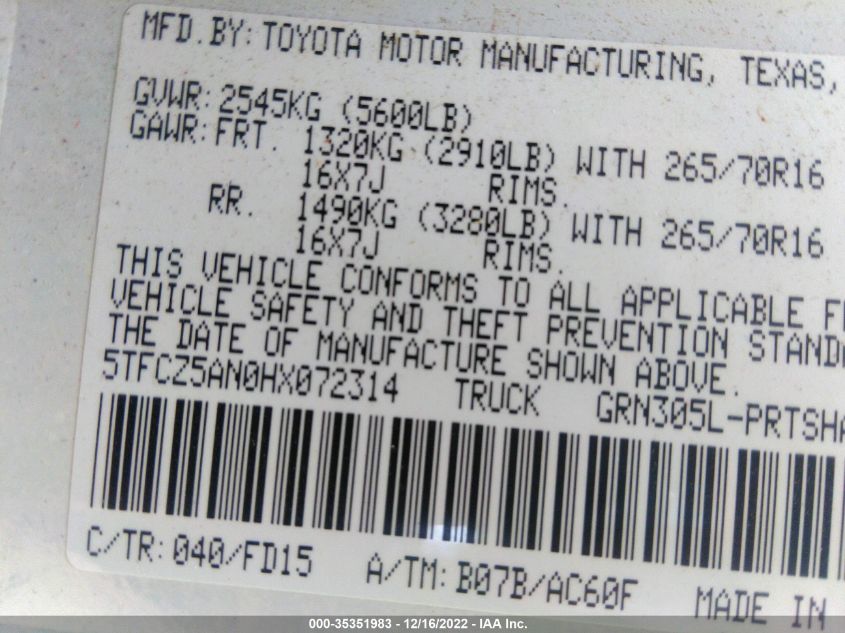 MFD.BY:TOYOTA MOTOR MANUFACTURING, TEXAS,
GVWR:2545KG (5600LB)
GAWR:FRT. 1320KG (2910LB) WITH 265/70R16
16X7J RIMS.
RR. 1490KG (3280LB) WITH 265/70R16
16X7J RIMS.
THIS VEHICLE CONFORMS TO ALL APPLICABLE
VEHICLE SAFETY AND THEFT PREVENTION
THE DATE OF MANUFACTURE SHOWN ABOVE.
5TFCZ5AN0HX072314 TRUCK GRN305L-PRTSH
C/TR:040/FD15 A/TM:B07B/AC60F MADE IN
000-35351983 - 12/16/2022 - IAA Inc.